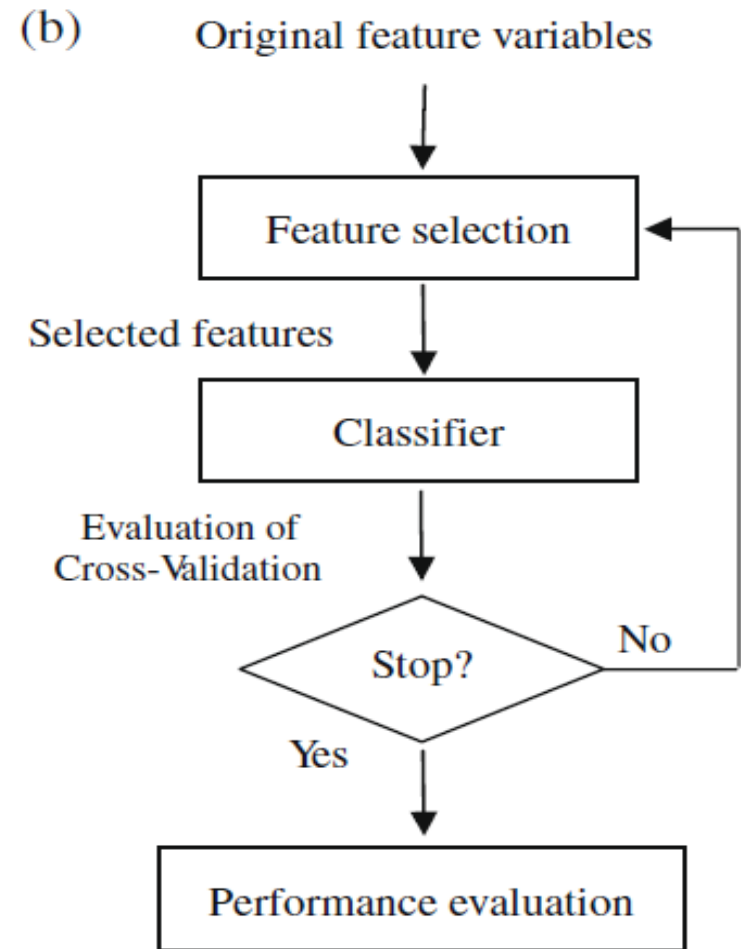 (b) Original feature variables
Feature selection
Selected features
Classifier
Evaluation of
Cross-Validation
Stop?
No
Yes
Performance evaluation